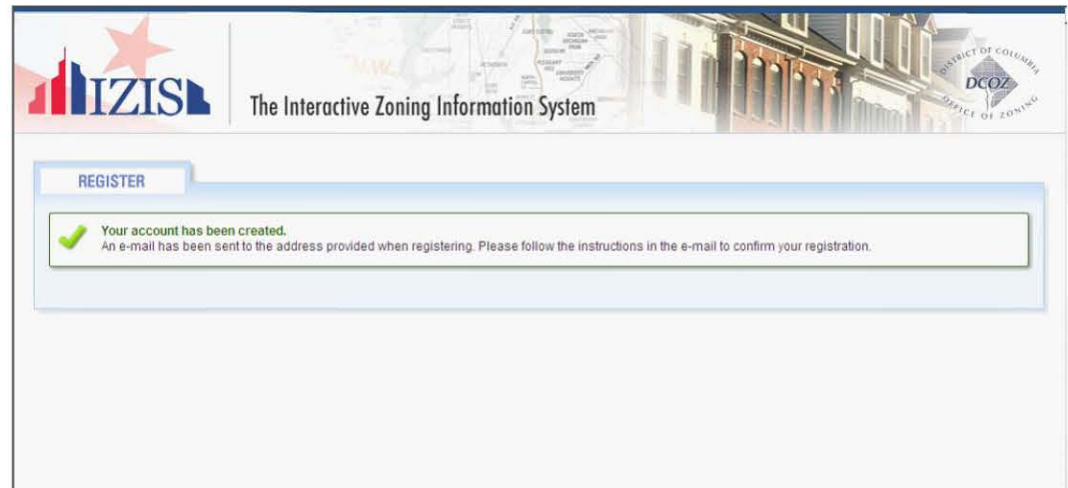 IZIS
The Interactive Zoning Information System
DISTRICT OF COLUMBIA
DCOZ
OFFICE OF ZONING
REGISTER
Your account has been created.
An e-mail has been sent to the address provided when registering. Please follow the instructions in the e-mail to confirm your registration.